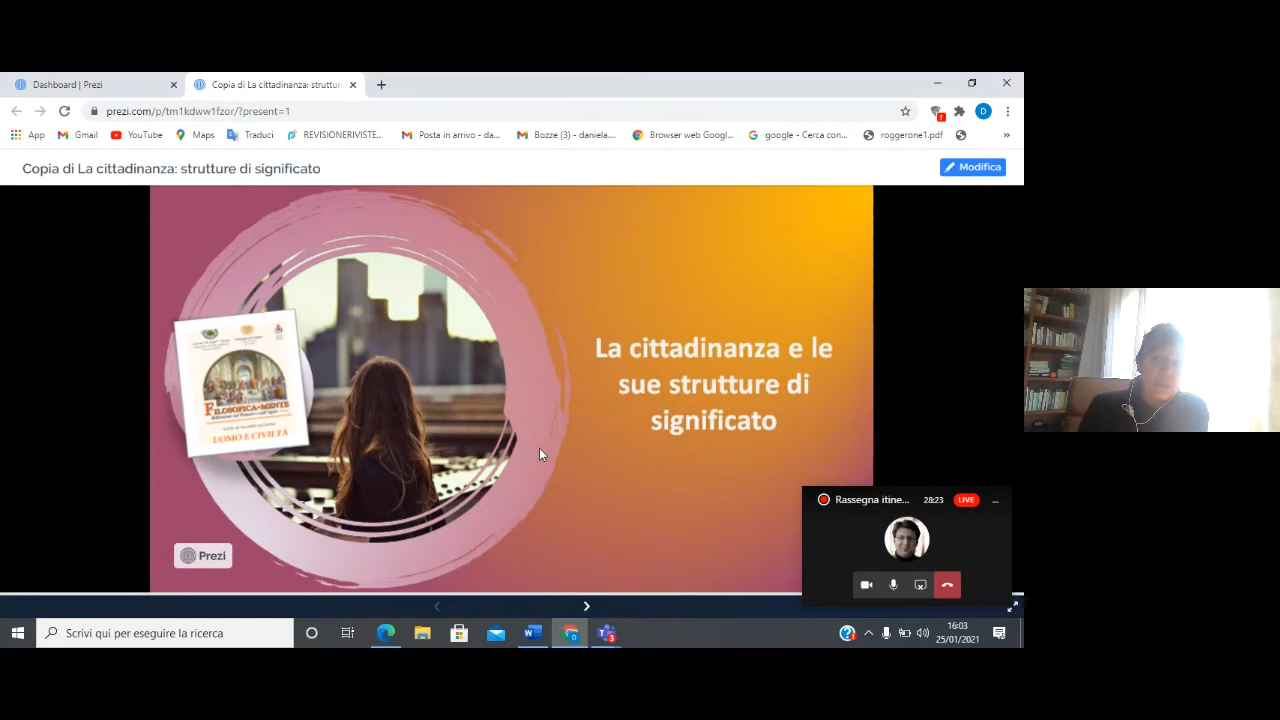 Dashboard | Prezi
Copia di La cittadinanza: struttur
prezi.com/p/tm1kdww1fzor/?present=1
App
Gmail
YouTube
Maps
Traduci
REVISIONERIVISTE...
Posta in arrivo - da...
Bozze (3) - daniela....
Browser web Googl...
google - Cerca con...
roggerone1.pdf
»
Copia di La cittadinanza: strutture di significato
Modifica
FILOSOFICA-MENTE
UOMO E CIVILTÀ
La cittadinanza e le
sue strutture di
significato
Prezi
Rassegna itine...
28:23
LIVE
Scrivi qui per eseguire la ricerca
16:03
25/01/2021